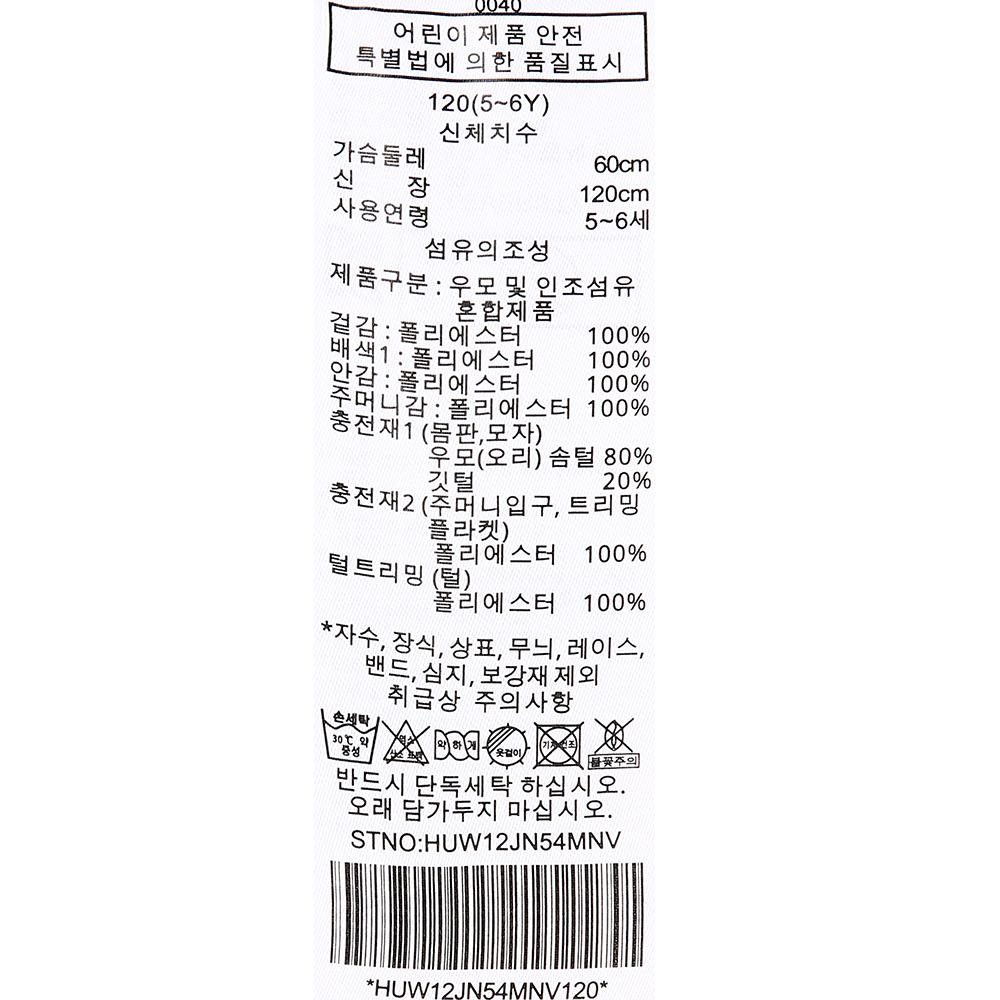 0040
어린이 제품 안전
특별법에 의한 품질표시
120(5~6Y)
신체치수
가슴둘레 60cm
신 장 120cm
사용연령 5~6세
섬유의조성
제품구분 : 우모 및 인조섬유
혼합제품
겉감 : 폴리에스터 100%
배색1 : 폴리에스터 100%
안감 : 폴리에스터 100%
주머니감 : 폴리에스터 100%
충전재1 (몸판,모자)
우모(오리) 솜털 80%
깃털 20%
충전재2 (주머니입구, 트리밍
플라켓)
폴리에스터 100%
털트리밍 (털)
폴리에스터 100%
*자수, 장식, 상표, 무늬, 레이스,
밴드, 심지, 보강재 제외
취급상 주의사항
손세탁
30℃ 약 중성 염소 산소 표백 약하게 옷걸이 기계건조 불꽃주의
반드시 단독세탁 하십시오.
오래 담가두지 마십시오.
STNO:HUW12JN54MNV
*HUW12JN54MNV120*